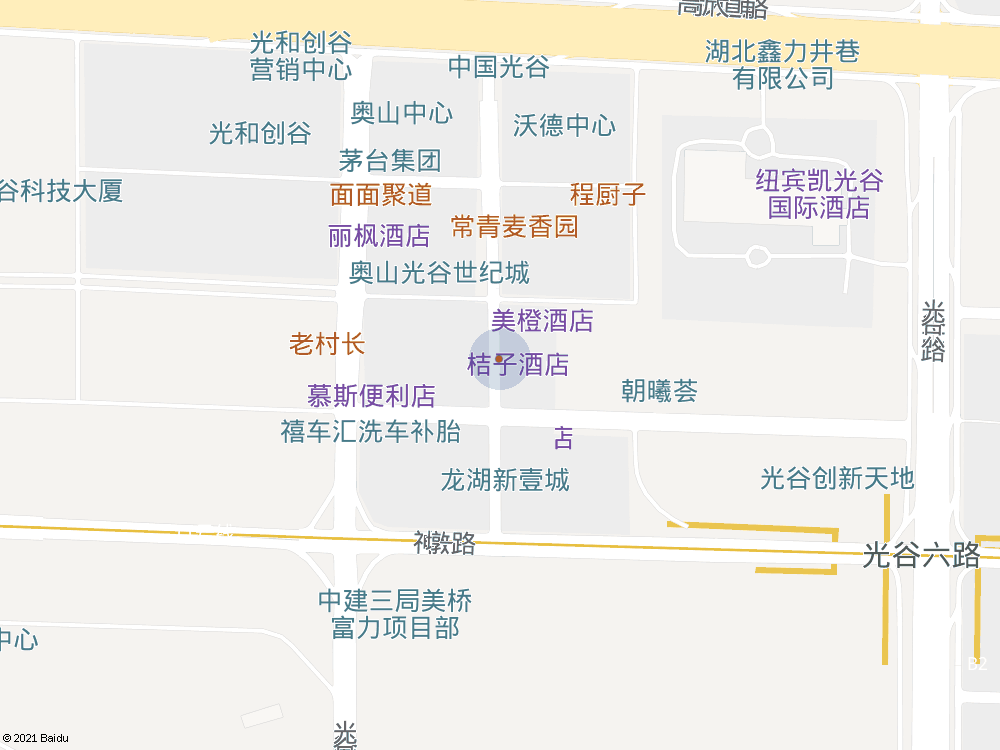 光和创谷
营销中心
中国光谷
湖北鑫力井巷
有限公司
奥山中心
光和创谷
沃德中心
茅台集团
谷科技大厦
面面聚道
程厨子
纽宾凯光谷
国际酒店
丽枫酒店
常青麦香园
奥山光谷世纪城
美橙酒店
老村长
桔子酒店
慕斯便利店
朝曦荟
禧车汇洗车补胎
龙湖新壹城
光谷创新天地
神墩路
光谷六路
中建三局美桥
富力项目部
中心
B2
© 2021 Baidu